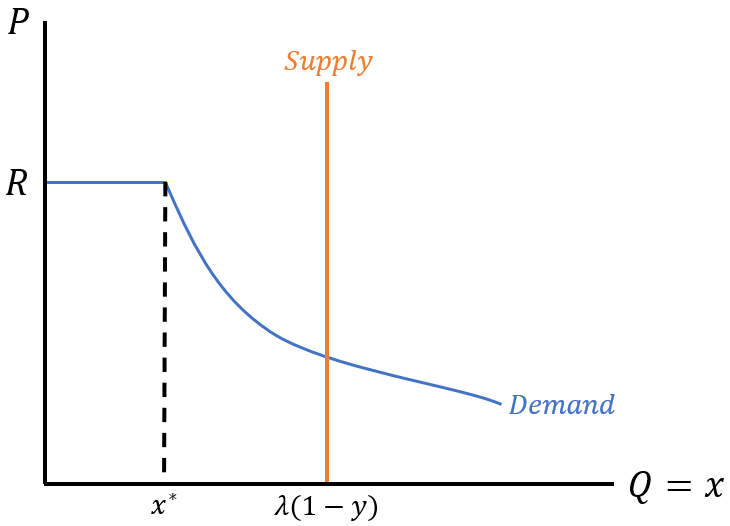 P
Supply
R
Demand
Q = x
x*
λ(1 − y)